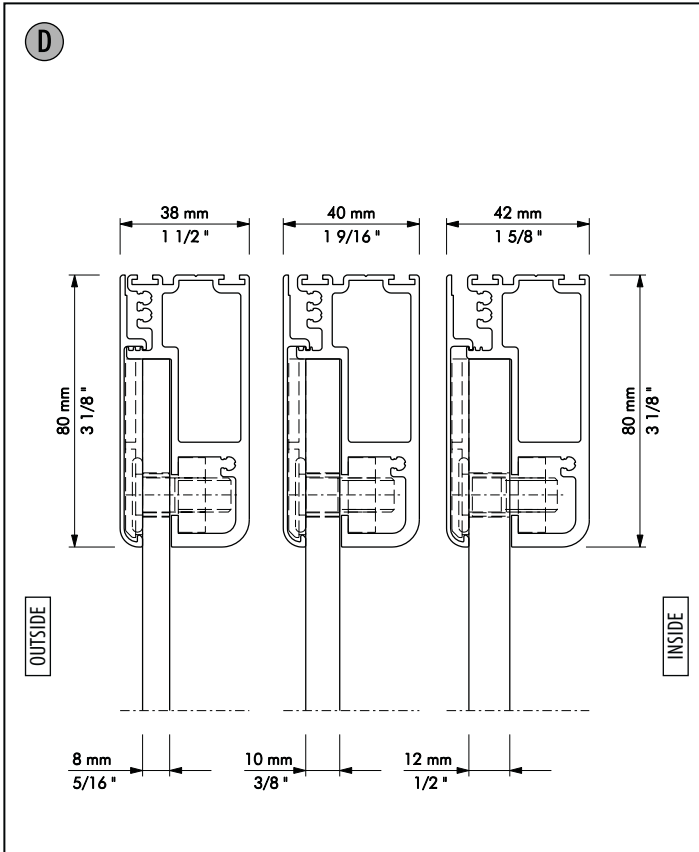 D
38 mm
1 1/2 "
40 mm
1 9/16 "
42 mm
1 5/8 "
80 mm
3 1/8 "
80 mm
3 1/8 "
OUTSIDE
INSIDE
8 mm
5/16 "
10 mm
3/8 "
12 mm
1/2 "